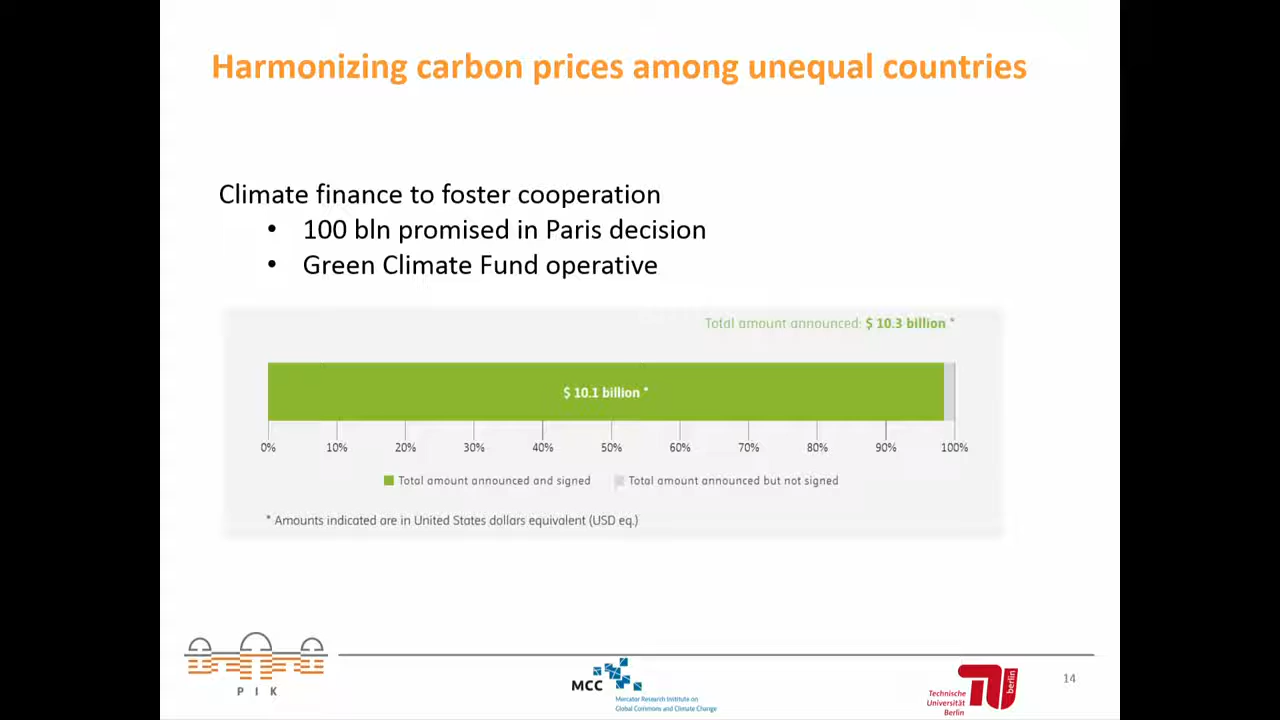 Harmonizing carbon prices among unequal countries
Climate finance to foster cooperation
• 100 bln promised in Paris decision
• Green Climate Fund operative
Total amount announced: $ 10.3 billion *
$ 10.1 billion *
0% 10% 20% 30% 40% 50% 60% 70% 80% 90% 100%
Total amount announced and signed Total amount announced but not signed
* Amounts indicated are in United States dollars equivalent (USD eq.)
P I K
MCC
Mercator Research Institute on
Global Commons and Climate Change
Technische
Universität
Berlin
berlin
14